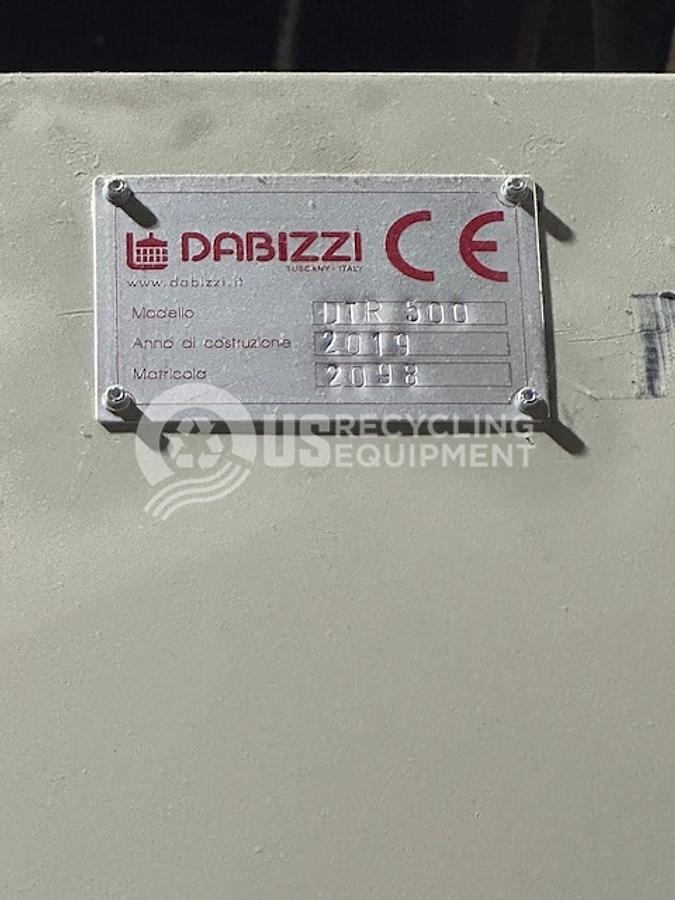 DABIZZI CE
TUSCANY - ITALY
www.dabizzi.it
Modello DTR 500
Anno di costruzione 2019
Matricola 2098
US RECYCLING
EQUIPMENT